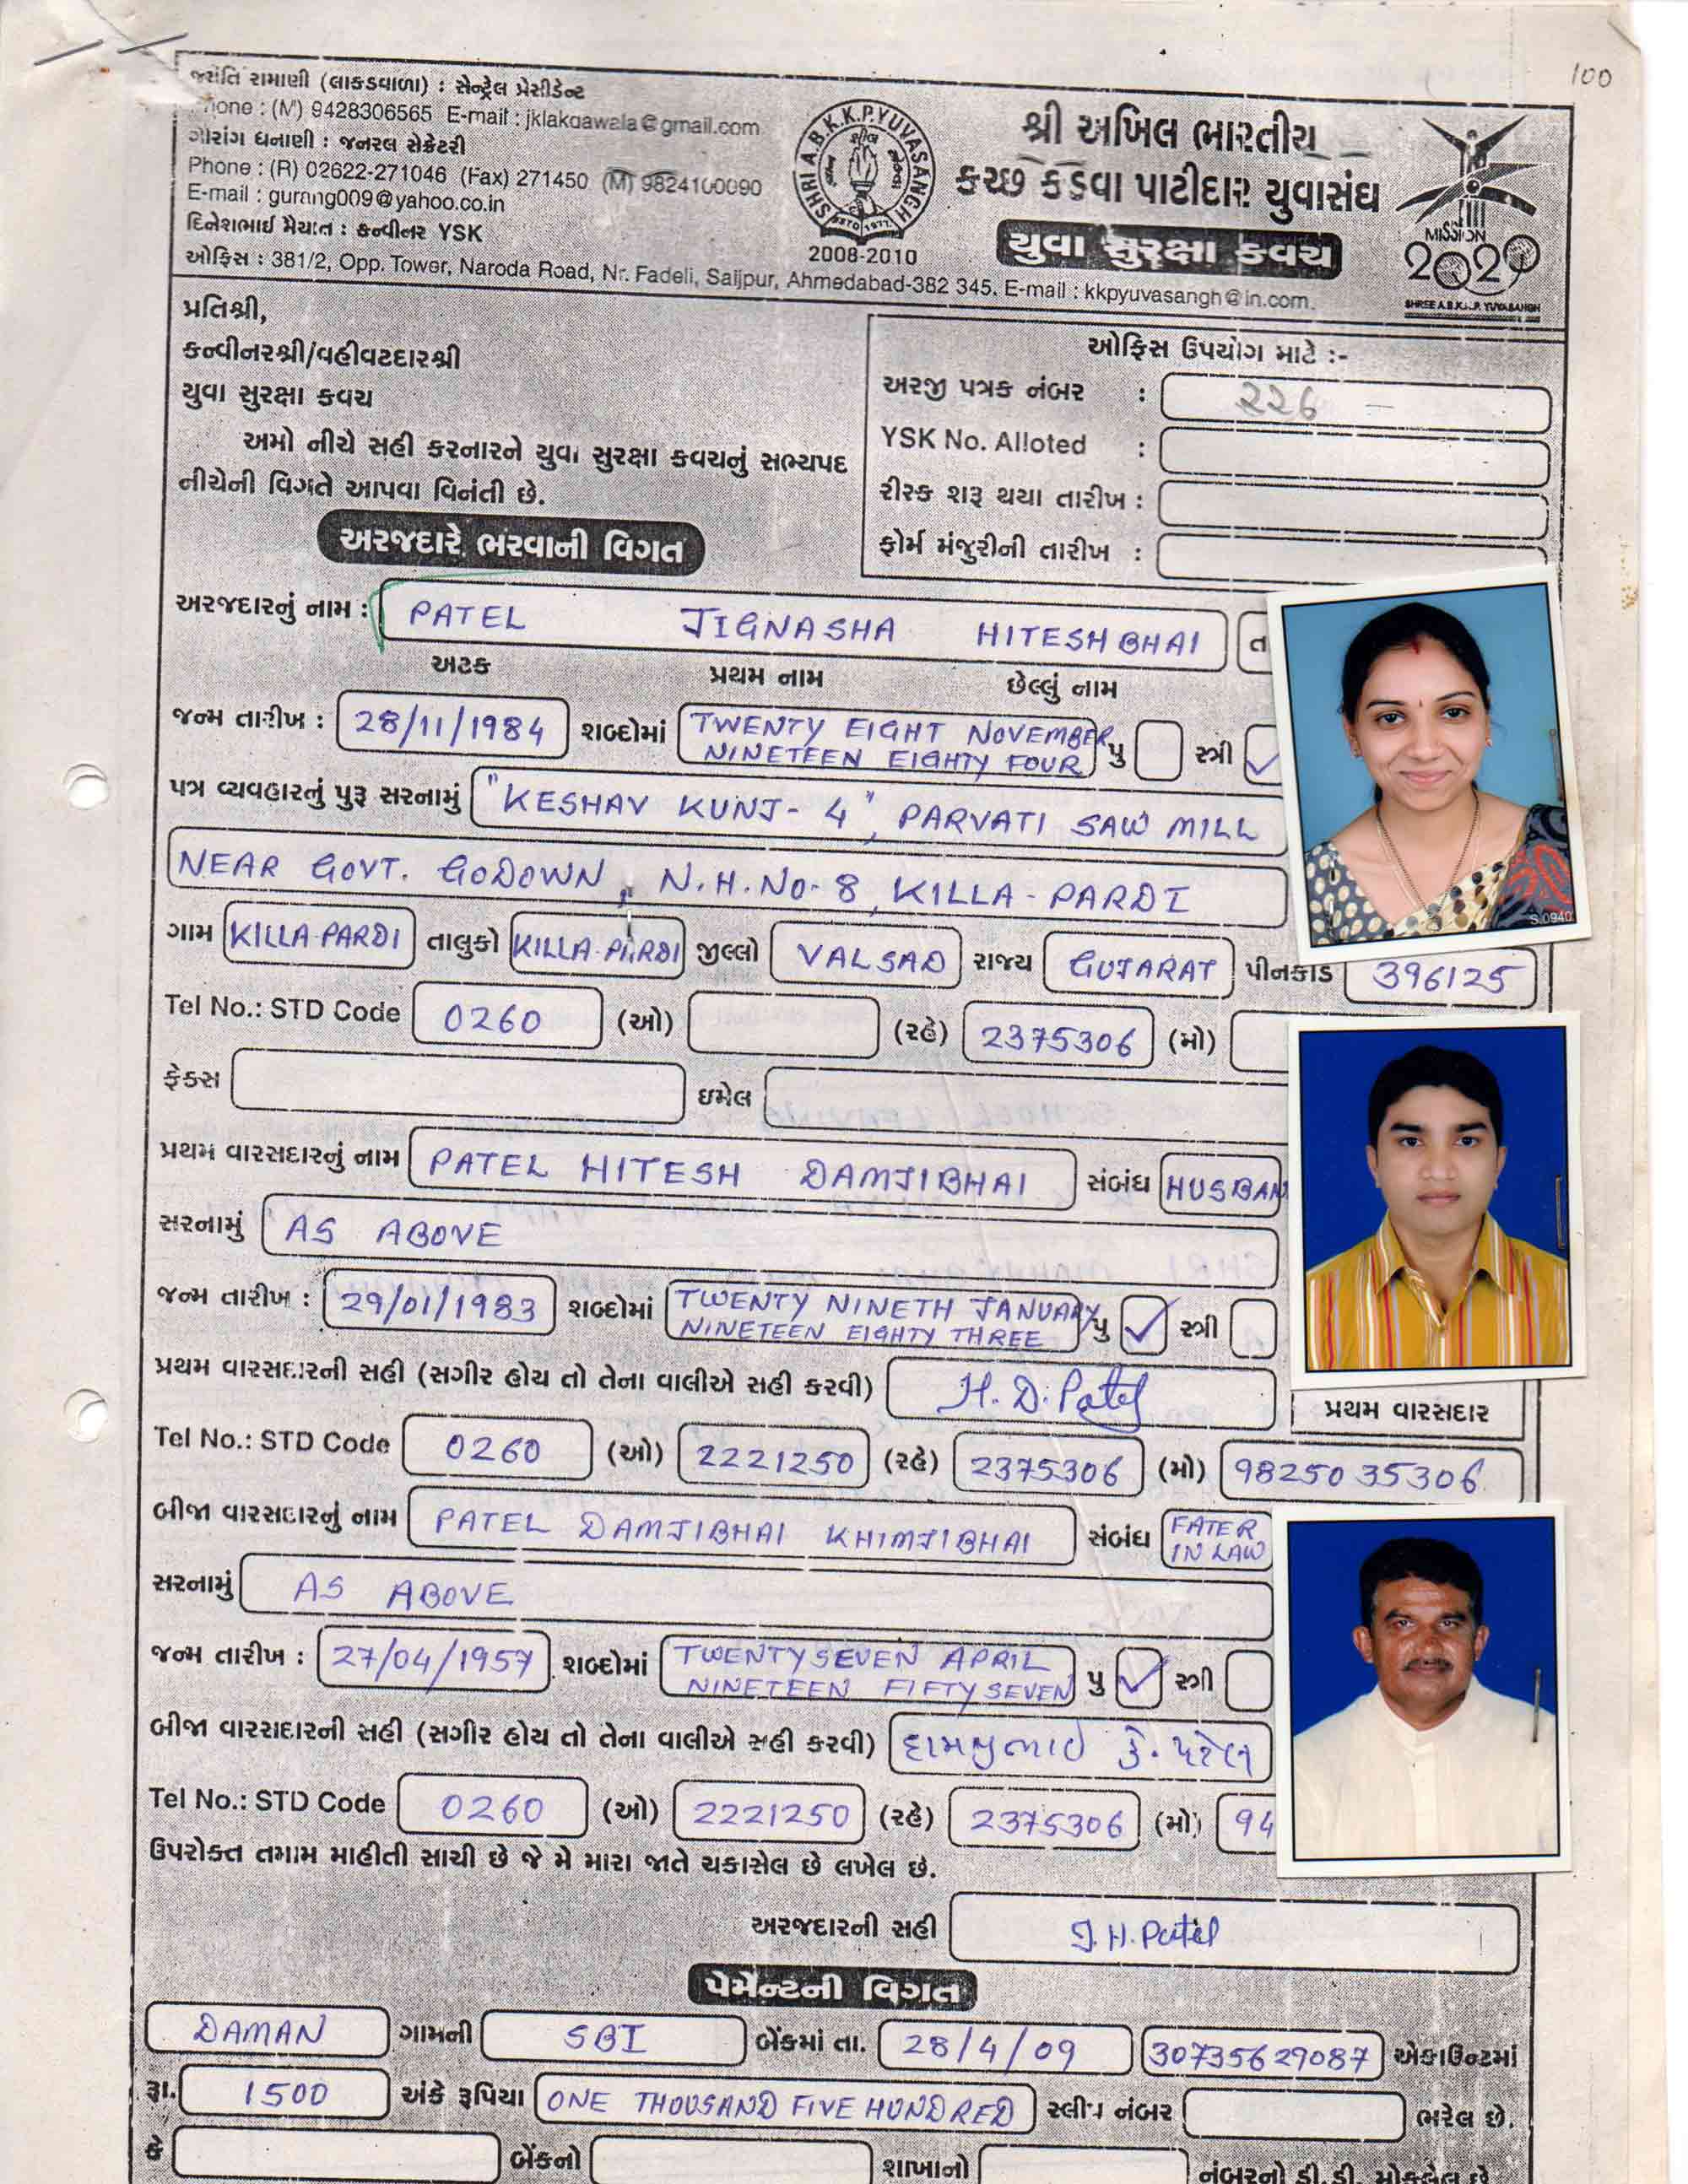 100
જયંતિ રામાણી (લાકડવાળા) : સેન્ટ્રેલ પ્રેસીડેન્ટ
Phone : (M) 9428306565 E-mail : jklakdawala@gmail.com
ગૌરાંગ ધનાણી : જનરલ સેક્રેટરી
Phone : (R) 02622-271046 (Fax) 271450 (M) 9824100090
E-mail : gurang009@yahoo.co.in
દિનેશભાઈ મૈયાત : કન્વીનર YSK
ઓફિસ : 381/2, Opp. Tower, Naroda Road, Nr. Fadeli, Saijpur, Ahmedabad-382 345. E-mail : kkpyuvasangh@in.com.
SHRI A.B.K.K.P.YUVASANGH
ESTD 1977
2008-2010
શ્રી અખિલ ભારતીય
કચ્છ કડવા પાટીદાર યુવાસંઘ
યુવા સુરક્ષા કવચ
MISSION
2020
SHREE A.B.K.K.P. YUVASANGH
પ્રતિશ્રી,
કન્વીનરશ્રી/વહીવટદારશ્રી
યુવા સુરક્ષા કવચ
અમો નીચે સહી કરનારને યુવા સુરક્ષા કવચનું સભ્યપદ
નીચેની વિગતે આપવા વિનંતી છે.
ઓફિસ ઉપયોગ માટે :-
અરજી પત્રક નંબર : ૨૨૬
YSK No. Alloted :
રીસ્ક શરૂ થયા તારીખ :
ફોર્મ મંજુરીની તારીખ :
અરજદારે ભરવાની વિગત
અરજદારનું નામ : PATEL JIGNASHA HITESHBHAI ત
અટક પ્રથમ નામ છેલ્લું નામ
જન્મ તારીખ : 28/11/1984 શબ્દોમાં TWENTY EIGHT NOVEMBER NINETEEN EIGHTY FOUR પુ સ્ત્રી ✓
પત્ર વ્યવહારનું પુરૂ સરનામું "KESHAV KUNJ-4", PARVATI SAW MILL
NEAR GOVT. GODOWN, N.H.No-8, KILLA-PARDI
ગામ KILLA-PARDI તાલુકો KILLA-PARDI જીલ્લો VALSAD રાજ્ય GUJARAT પીનકોડ 396125
Tel No.: STD Code 0260 (ઓ) (રહે) 2375306 (મો)
ફેક્સ ઇમેલ
પ્રથમ વારસદારનું નામ PATEL HITESH DAMJIBHAI સંબંધ HUSBAN
સરનામું AS ABOVE
જન્મ તારીખ : 29/01/1983 શબ્દોમાં TWENTY NINETH JANUARY NINETEEN EIGHTY THREE પુ ✓ સ્ત્રી
પ્રથમ વારસદારની સહી (સગીર હોય તો તેના વાલીએ સહી કરવી) H.D.Patel
પ્રથમ વારસદાર
Tel No.: STD Code 0260 (ઓ) 2221250 (રહે) 2375306 (મો) 98250 35306
બીજા વારસદારનું નામ PATEL DAMJIBHAI KHIMJIBHAI સંબંધ FATER IN LAW
સરનામું AS ABOVE
જન્મ તારીખ : 27/04/1957 શબ્દોમાં TWENTY SEVEN APRIL NINETEEN FIFTY SEVEN પુ ✓ સ્ત્રી
બીજા વારસદારની સહી (સગીર હોય તો તેના વાલીએ સહી કરવી) દામજીભાઈ કે. પટેલ
Tel No.: STD Code 0260 (ઓ) 2221250 (રહે) 2375306 (મો) 94
ઉપરોક્ત તમામ માહીતી સાચી છે જે મે મારા જાતે ચકાસેલ છે લખેલ છે.
અરજદારની સહી J.H.Patel
પેમેન્ટની વિગત
DAMAN ગામની SBI બેંકમાં તા. 28/4/09 30735629087 એકાઉન્ટમાં
રૂા. 1500 અંકે રૂપિયા ONE THOUSAND FIVE HUNDRED સ્લીપ નંબર ભરેલ છે.
કે બેંકનો શાખાનો નંબરનો ડી.ડી. મોકલેલ છે
S.0940